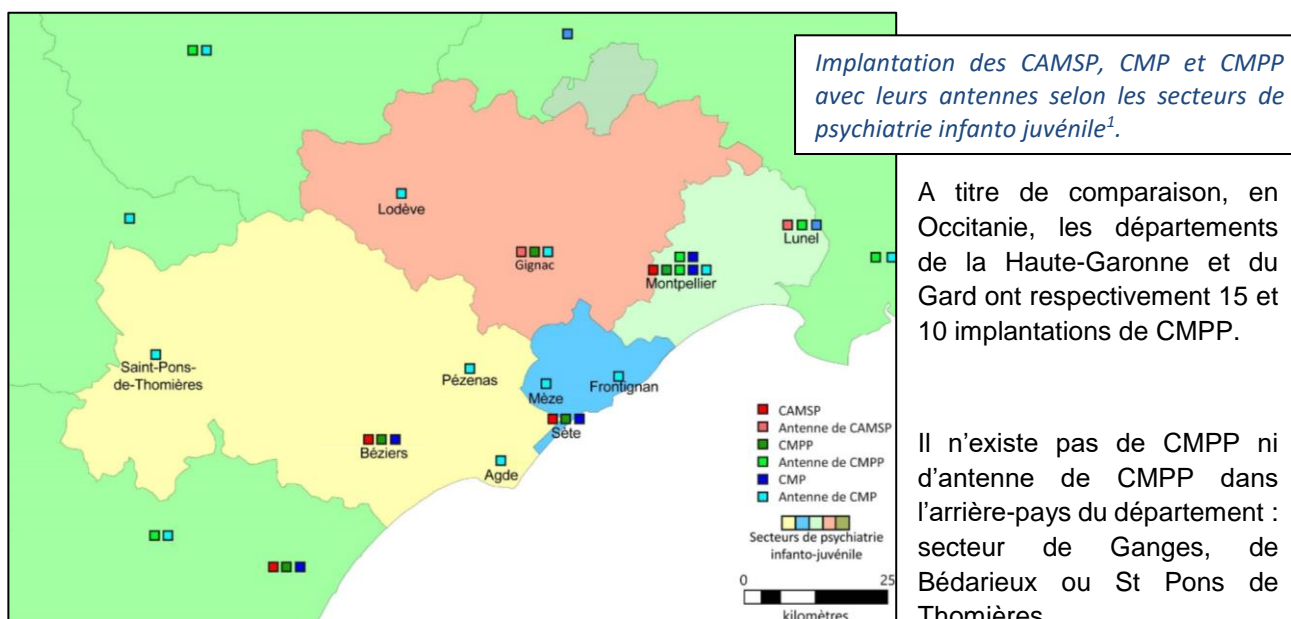 Implantation des CAMSP, CMP et CMPP
avec leurs antennes selon les secteurs de
psychiatrie infanto juvénile1.
A titre de comparaison, en
Occitanie, les départements
de la Haute-Garonne et du
Gard ont respectivement 15 et
10 implantations de CMPP.
Il n’existe pas de CMPP ni
d’antenne de CMPP dans
l’arrière-pays du département :
secteur de Ganges, de
Bédarieux ou St Pons de
Thomières
Lodève
Lunel
Gignac
Montpellier
Saint-Pons-
de-Thomières
Pézenas
Mèze
Frontignan
Sète
Béziers
Agde
CAMSP
Antenne de CAMSP
CMPP
Antenne de CMPP
CMP
Antenne de CMP
Secteurs de psychiatrie
infanto-juvénile
0 25
kilomètres